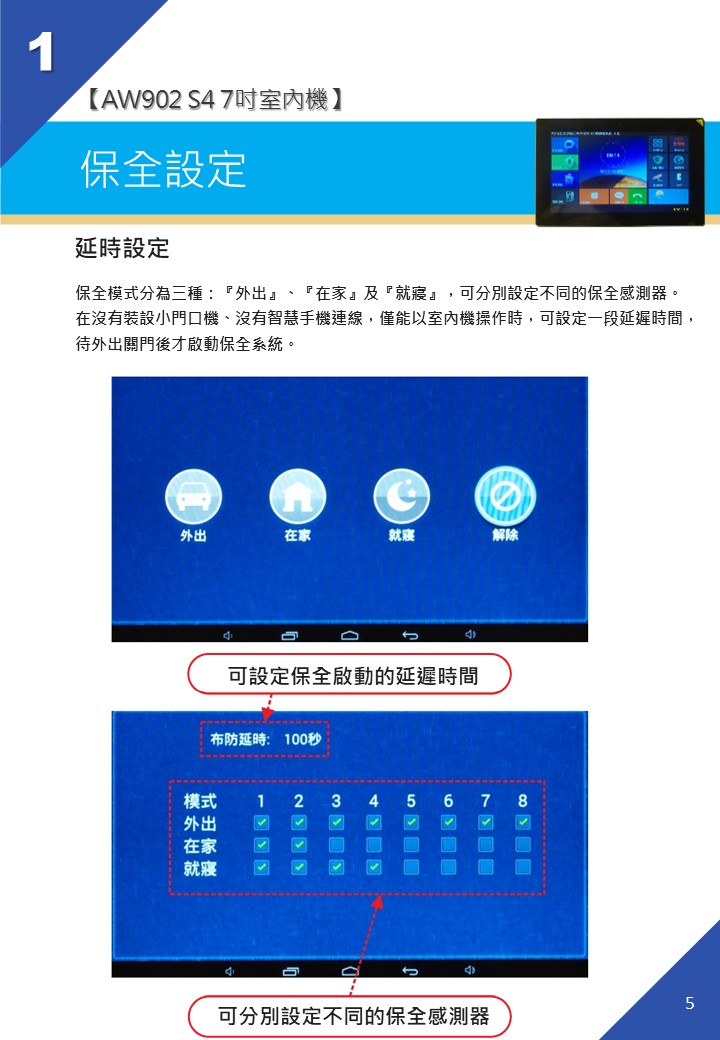 1
【AW902 S4 7吋室內機】
保全設定
延時設定
保全模式分為三種：『外出』、『在家』及『就寢』，可分別設定不同的保全感測器。
在沒有裝設小門口機、沒有智慧手機連線，僅能以室內機操作時，可設定一段延遲時間，
待外出關門後才啟動保全系統。
外出 在家 就寢 解除
可設定保全啟動的延遲時間
布防延時: 100秒
模式 1 2 3 4 5 6 7 8
外出
在家
就寢
可分別設定不同的保全感測器
5